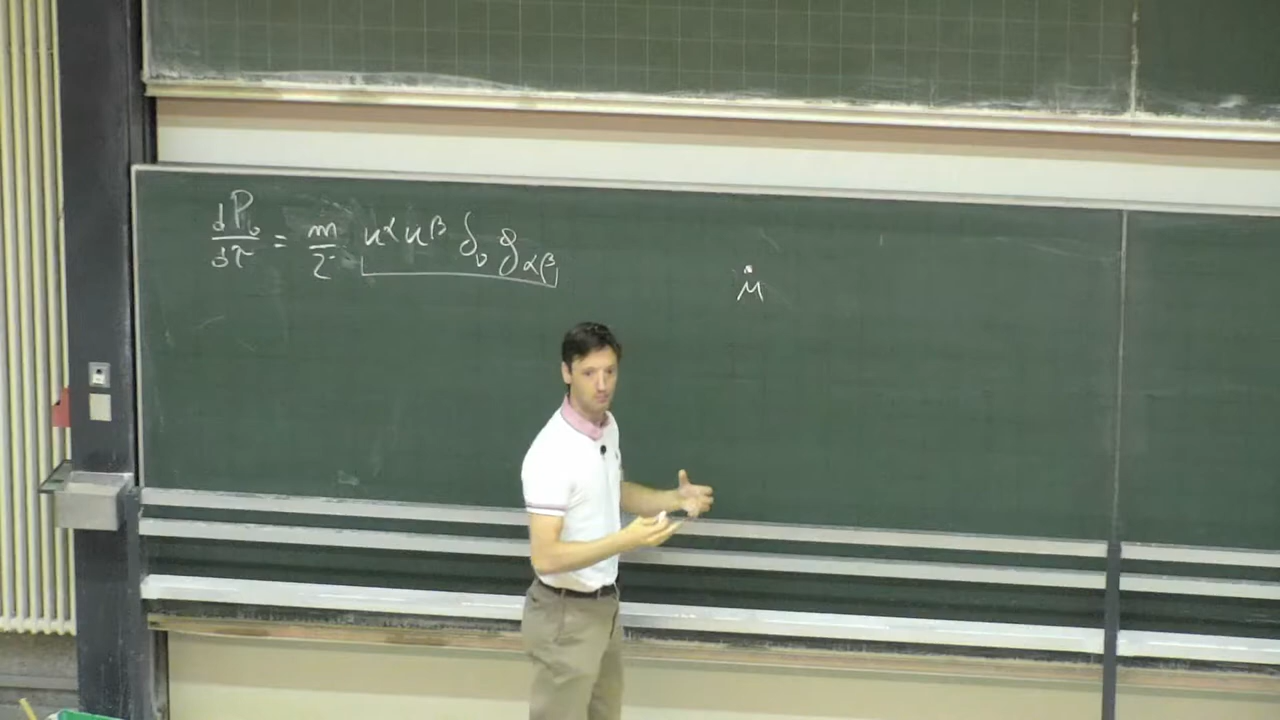 dP_ν/dτ = m/2 u^α u^β ∂_ν g_αβ
M